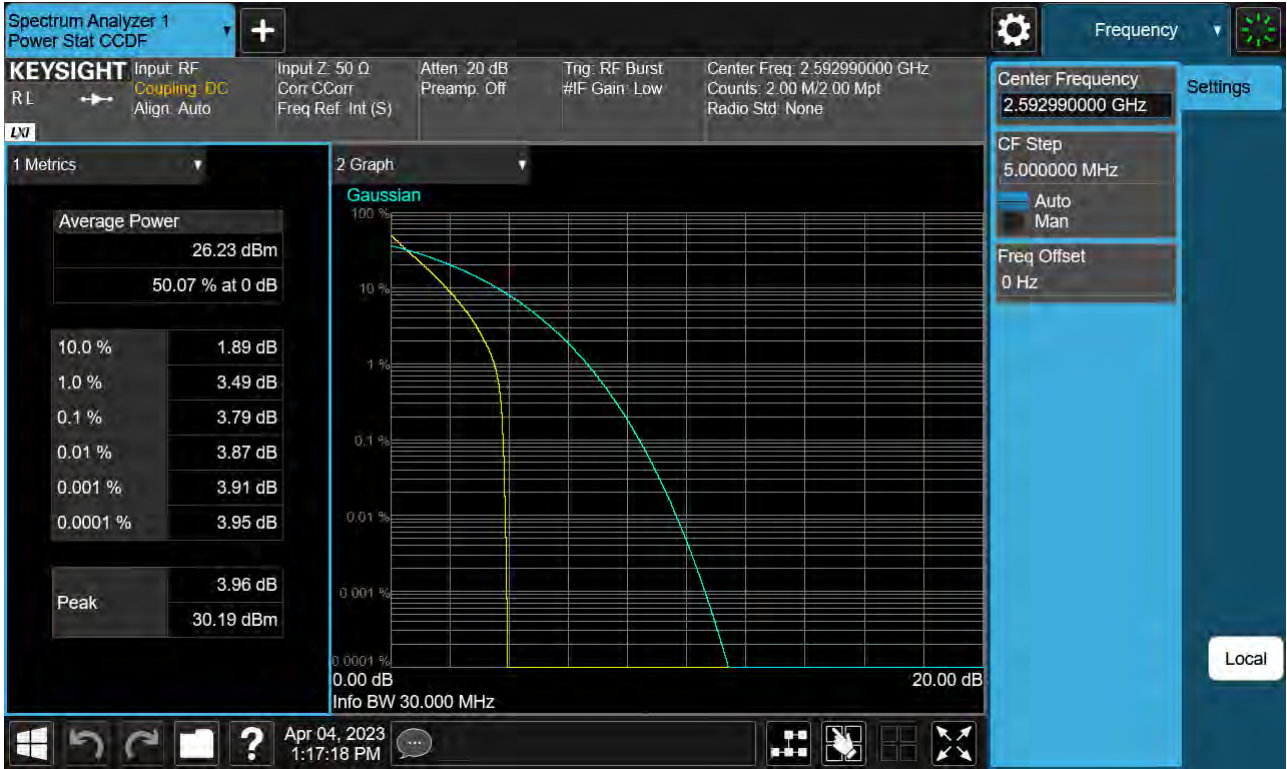 Spectrum Analyzer 1
Power Stat CCDF
+
Frequency
KEYSIGHT
R L
LXI
Input: RF
Coupling: DC
Align: Auto
Input Z: 50 Ω
Corr CCorr
Freq Ref: Int (S)
Atten: 20 dB
Preamp: Off
Trig: RF Burst
#IF Gain: Low
Center Freq: 2.592990000 GHz
Counts: 2.00 M/2.00 Mpt
Radio Std: None
Center Frequency
2.592990000 GHz
Settings
CF Step
5.000000 MHz
Auto
Man
Freq Offset
0 Hz
Local
1 Metrics
Average Power
26.23 dBm
50.07 % at 0 dB
10.0 % 1.89 dB
1.0 % 3.49 dB
0.1 % 3.79 dB
0.01 % 3.87 dB
0.001 % 3.91 dB
0.0001 % 3.95 dB
Peak
3.96 dB
30.19 dBm
2 Graph
Gaussian
100 %
10 %
1 %
0.1 %
0.01 %
0.001 %
0.0001 %
0.00 dB 20.00 dB
Info BW 30.000 MHz
?
Apr 04, 2023
1:17:18 PM